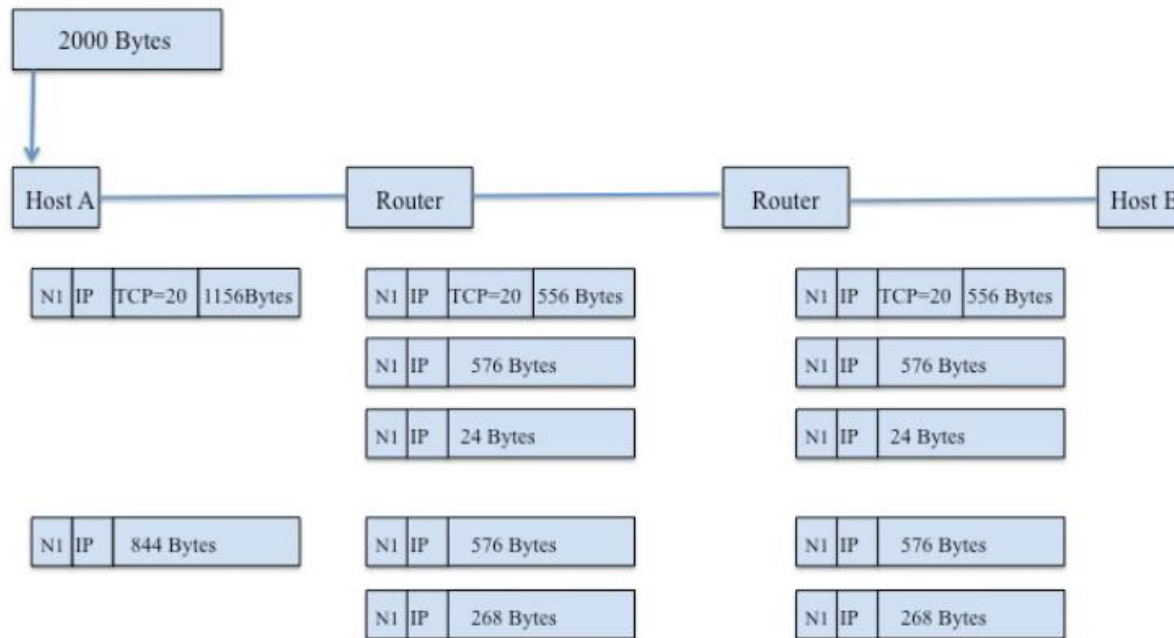 2000 Bytes
Host A Router Router Host B
N1 IP TCP=20 1156Bytes N1 IP TCP=20 556 Bytes N1 IP TCP=20 556 Bytes
N1 IP 576 Bytes N1 IP 576 Bytes
N1 IP 24 Bytes N1 IP 24 Bytes
N1 IP 844 Bytes N1 IP 576 Bytes N1 IP 576 Bytes
N1 IP 268 Bytes N1 IP 268 Bytes